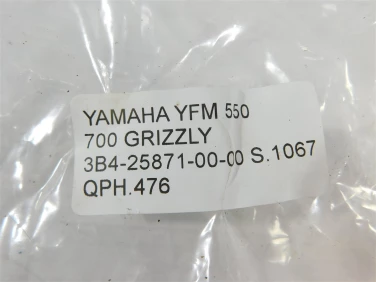 YAMAHA YFM 550
700 GRIZZLY
3B4-25871-00-00 S.1067
QPH.476